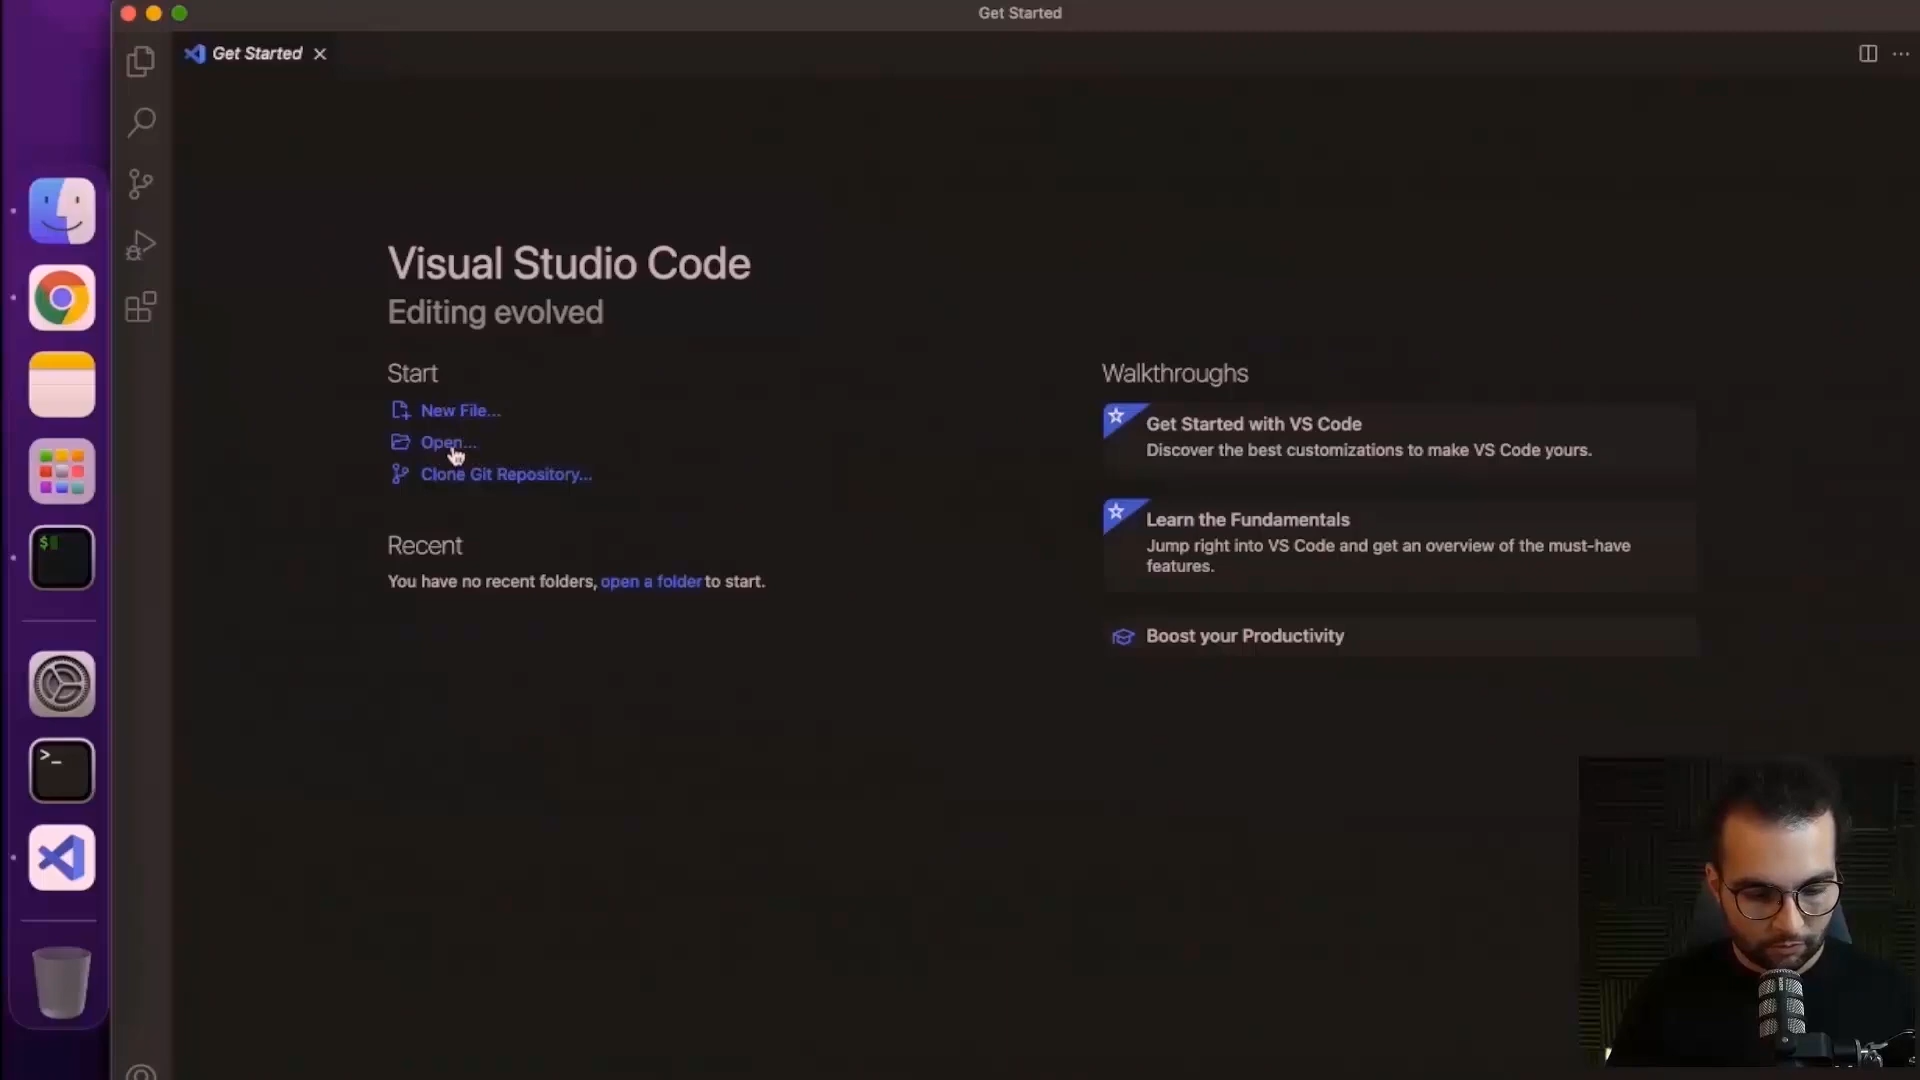 Get Started
Get Started
Visual Studio Code
Editing evolved
Start
New File...
Open...
Clone Git Repository...
Recent
You have no recent folders, open a folder to start.
Walkthroughs
Get Started with VS Code
Discover the best customizations to make VS Code yours.
Learn the Fundamentals
Jump right into VS Code and get an overview of the must-have
features.
Boost your Productivity
$
>_